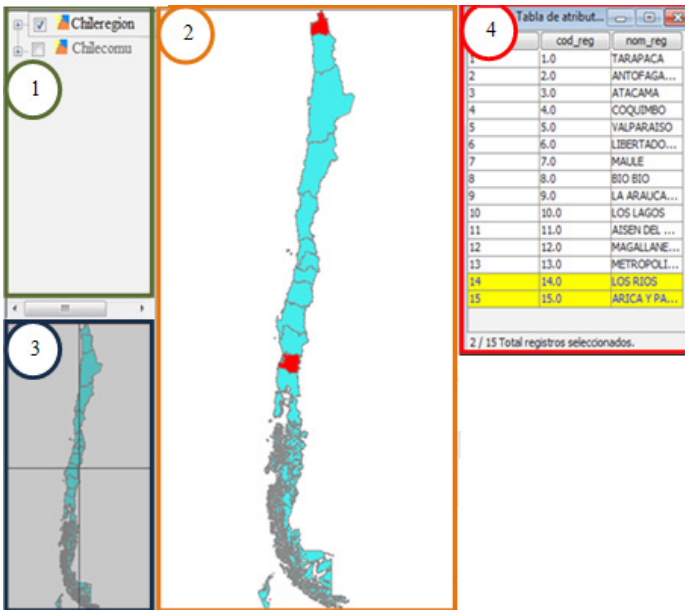 Chileregion
Chilecomu
1
2
3
4
Tabla de atribut...
cod_reg nom_reg
1 1.0 TARAPACA
2 2.0 ANTOFAGA...
3 3.0 ATACAMA
4 4.0 COQUIMBO
5 5.0 VALPARAISO
6 6.0 LIBERTADO...
7 7.0 MAULE
8 8.0 BIO BIO
9 9.0 LA ARAUCA...
10 10.0 LOS LAGOS
11 11.0 AISEN DEL ...
12 12.0 MAGALLANE...
13 13.0 METROPOLI...
14 14.0 LOS RIOS
15 15.0 ARICA Y PA...
2 / 15 Total registros seleccionados.